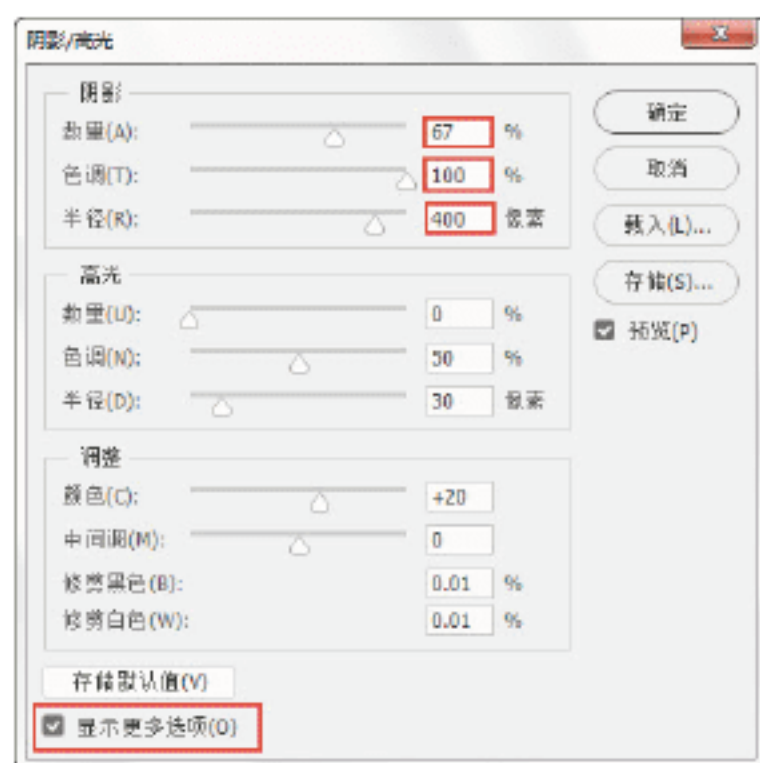 阴影/高光
阴影
数量(A): 67 %
色调(T): 100 %
半径(R): 400 像素
高光
数量(U): 0 %
色调(N): 50 %
半径(D): 30 像素
调整
颜色(C): +20
中间调(M): 0
修剪黑色(B): 0.01 %
修剪白色(W): 0.01 %
存储默认值(V)
显示更多选项(O)
确定
取消
载入(L)...
存储(S)...
预览(P)